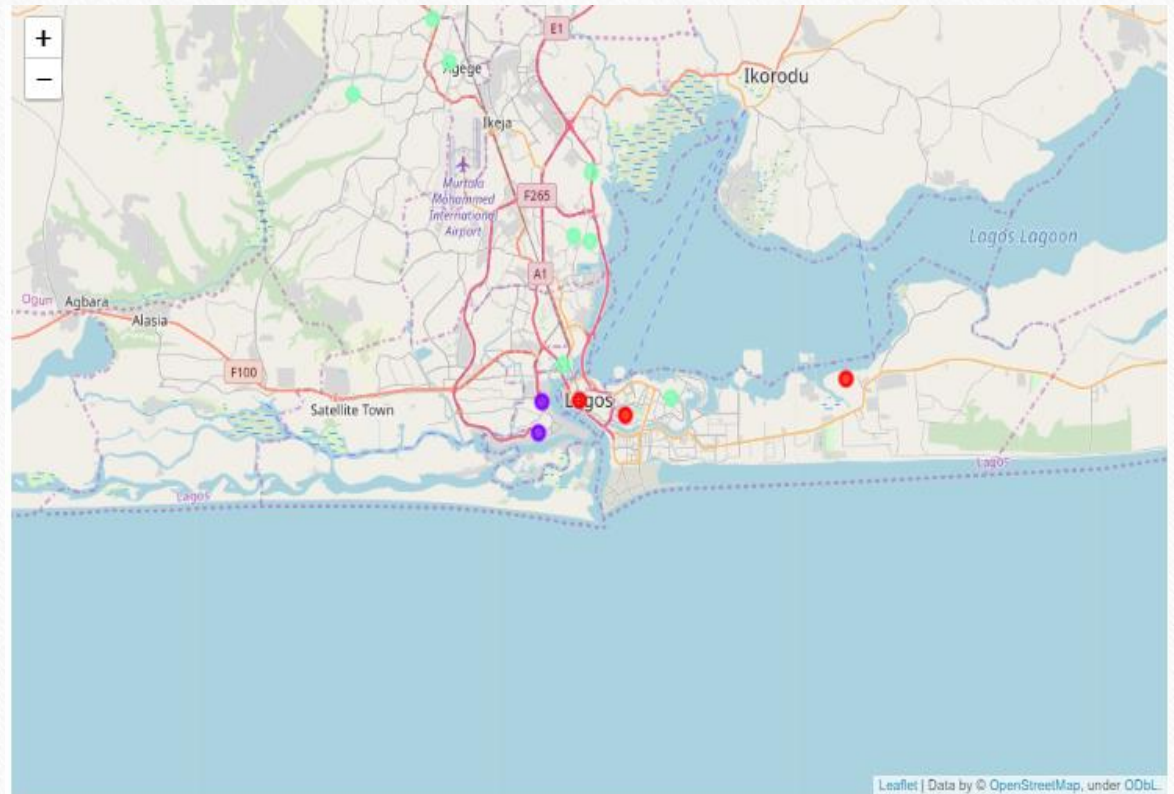 +
−
E1
Ikorodu
Agege
Ikeja
Murtala
Mohammed
International
Airport
F265
Lagos Lagoon
A1
Ogun
Agbara
Alasia
F100
Satellite Town
Lagos
Lagos
Lagos
Leaflet | Data by © OpenStreetMap, under ODbL.